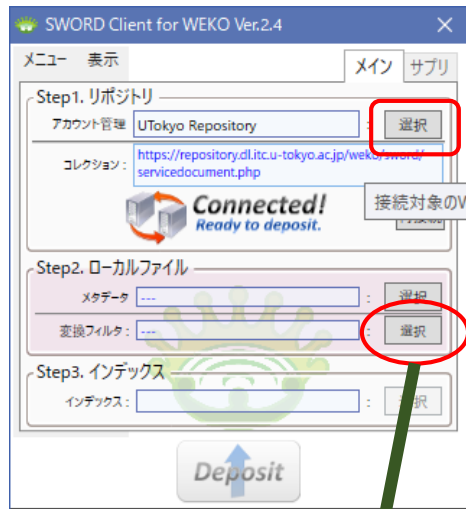 SWORD Client for WEKO Ver.2.4
メニュー 表示
メイン サブリ
Step1. リポジトリ
アカウント管理 UTokyo Repository : 選択
コレクション : https://repository.dl.itc.u-tokyo.ac.jp/weko/sword/
servicedocument.php
Connected!
Ready to deposit.
接続対象のW
Step2. ローカルファイル
メタデータ --- : 選択
変換フィルタ : --- : 選択
Step3. インデックス
インデックス : : 選択
Deposit